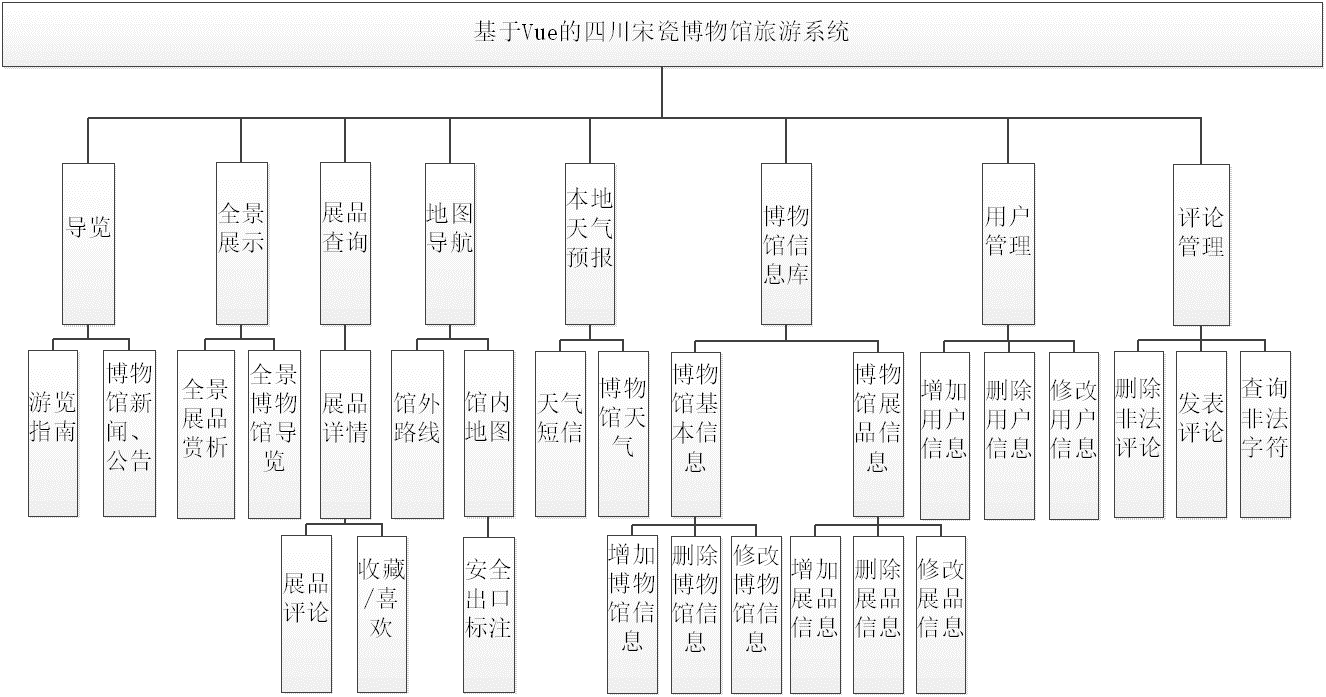 基于Vue的四川宋瓷博物馆旅游系统
导览
全景
展示
展品
查询
地图
导航
本地
天气
预报
博物
馆信
息库
用户
管理
评论
管理
游览
指南
博物
馆新
闻、
公告
全景
展品
赏析
全景
博物
馆导
览
展品
详情
馆外
路线
馆内
地图
天气
短信
博物
馆天
气
博物
馆基
本信
息
博物
馆展
品信
息
增加
用户
信息
删除
用户
信息
修改
用户
信息
删除
非法
评论
发表
评论
查询
非法
字符
展品
评论
收藏
/喜
欢
安全
出口
标注
增加
博物
馆信
息
删除
博物
馆信
息
修改
博物
馆信
息
增加
展品
信息
删除
展品
信息
修改
展品
信息